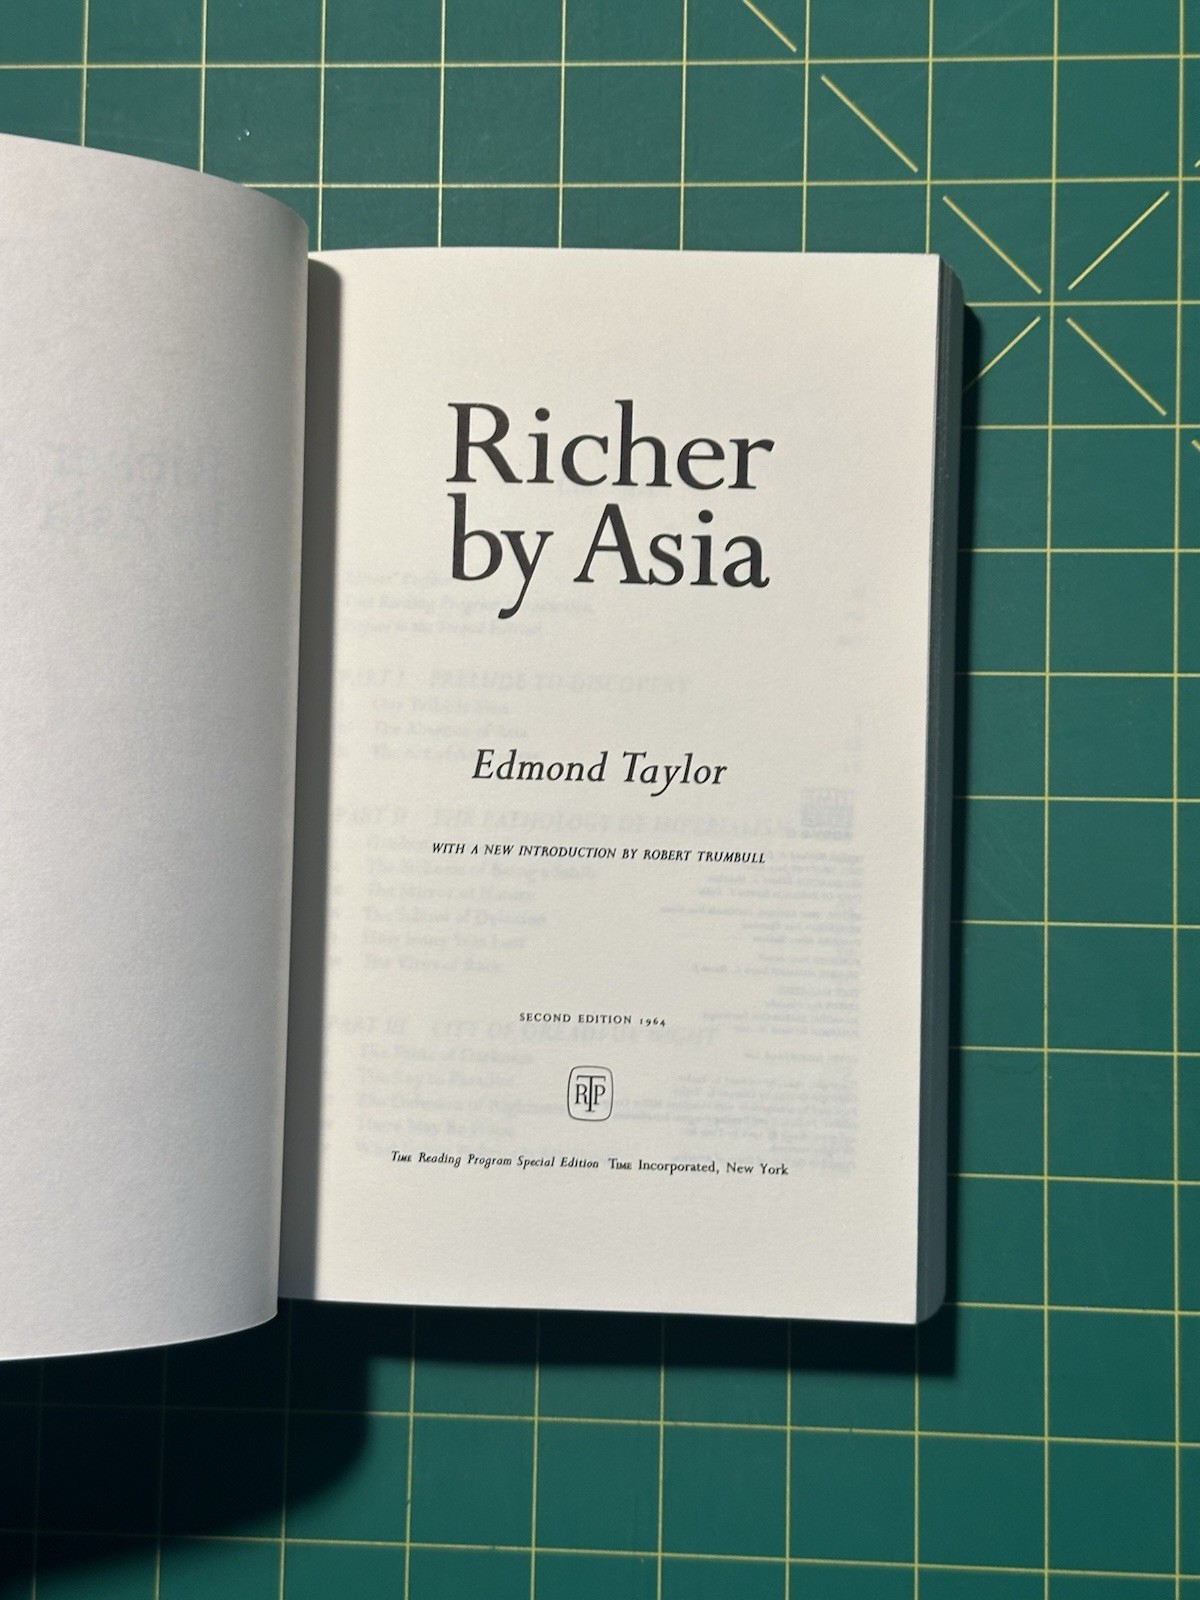 Richer
by Asia
Edmond Taylor
WITH A NEW INTRODUCTION BY ROBERT TRUMBULL
SECOND EDITION 1964
RTP
TIME Reading Program Special Edition TIME Incorporated, New York